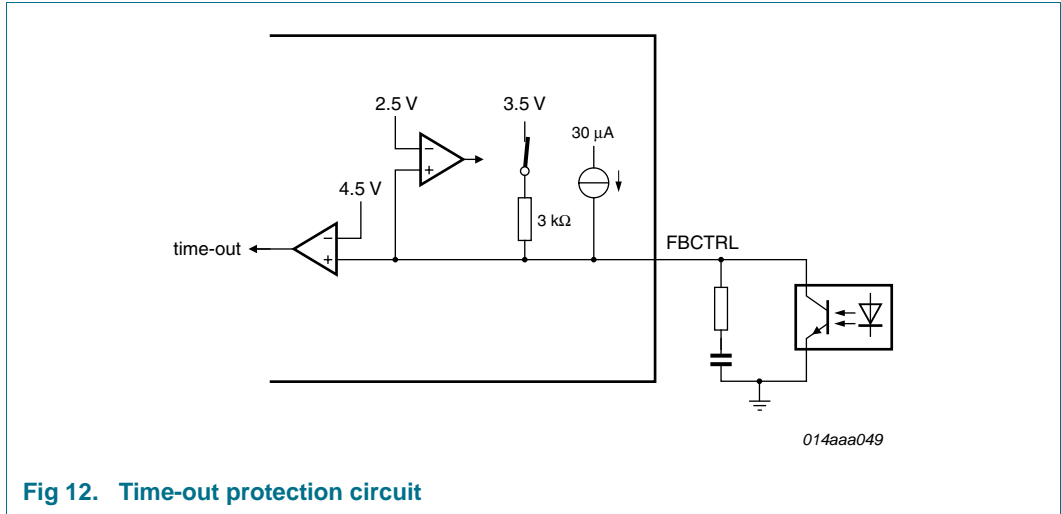 2.5 V
3.5 V
30 μA
4.5 V
3 kΩ
FBCTRL
time-out
014aaa049
Fig 12. Time-out protection circuit